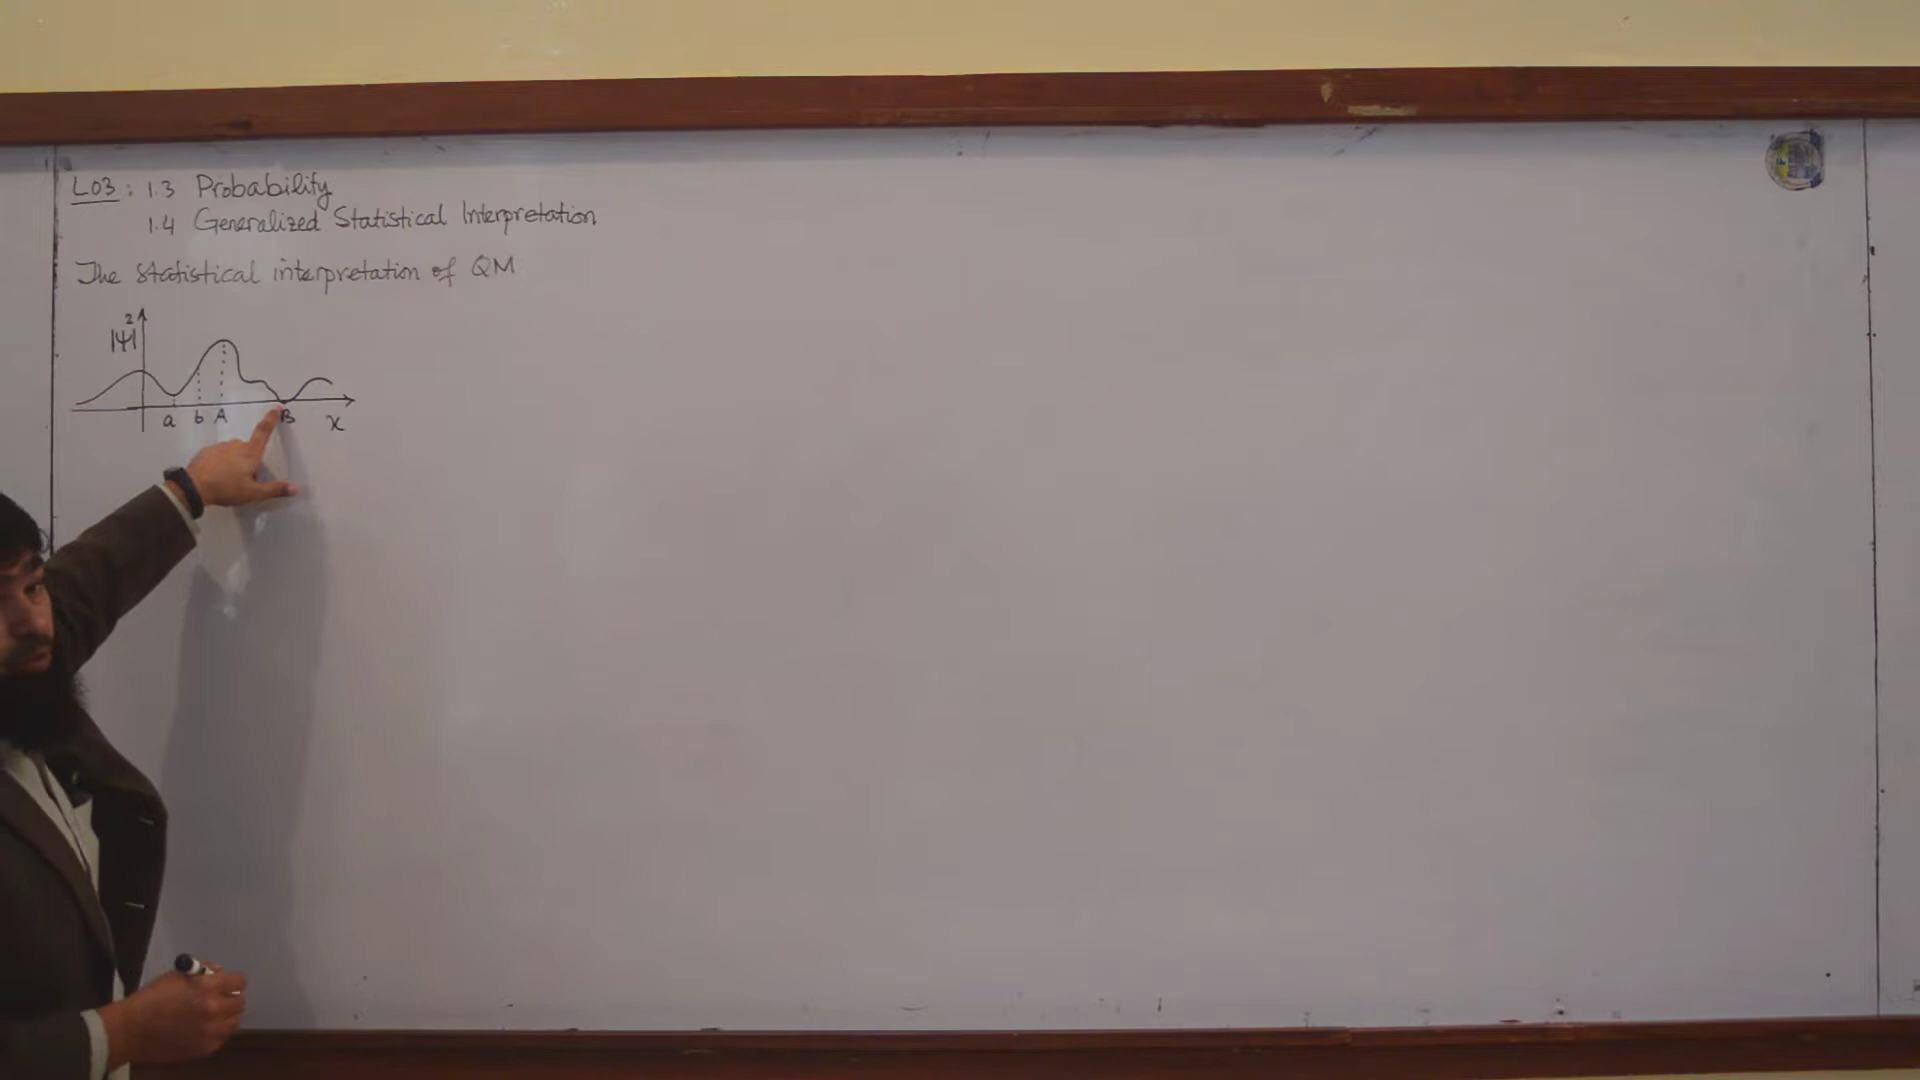 L03 : 1.3 Probability
1.4 Generalized Statistical Interpretation
The statistical interpretation of QM
|Ψ|²
a b A B x